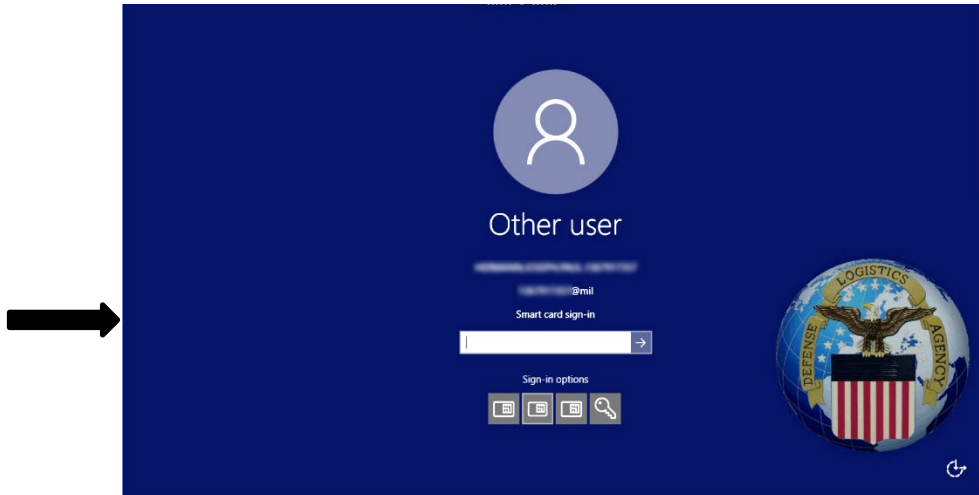 Other user
@mil
Smart card sign-in
Sign-in options
DEFENSE LOGISTICS AGENCY